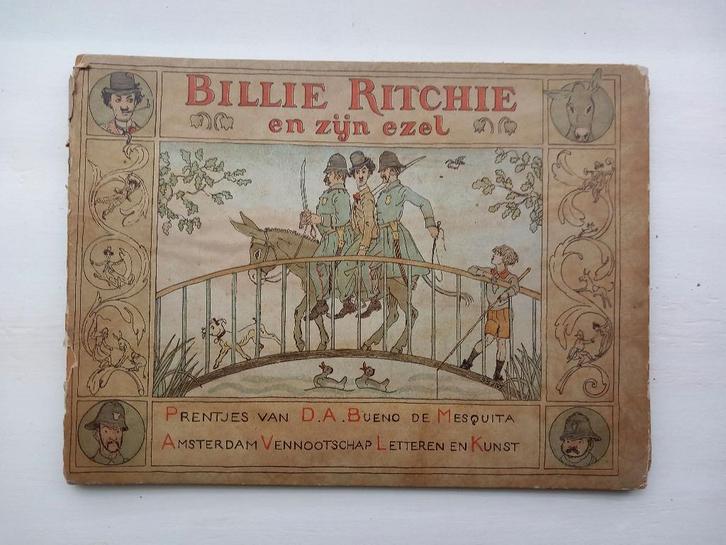 BILLIE RITCHIE
en zijn ezel
PRENTJES VAN D.A. BUENO DE MESQUITA
AMSTERDAM VENNOOTSCHAP LETTEREN EN KUNST